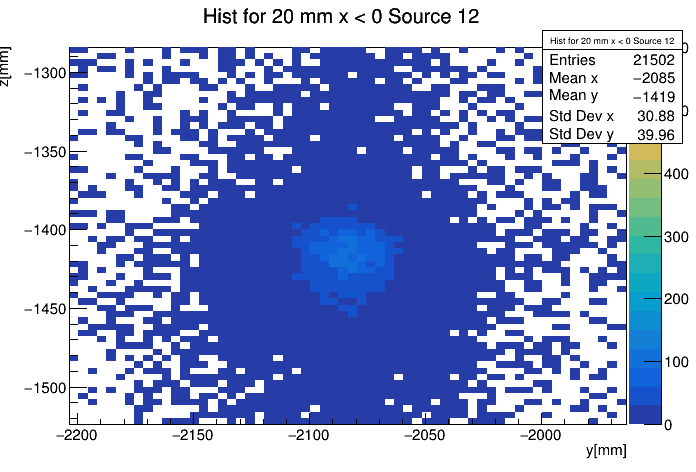 Hist for 20 mm x < 0 Source 12
Hist for 20 mm x < 0 Source 12
Entries 21502
Mean x −2085
Mean y −1419
Std Dev x 30.88
Std Dev y 39.96
z[mm]
−1300
−1350
−1400
−1450
−1500
−2200 −2150 −2100 −2050 −2000
y[mm]
400
300
200
100
0